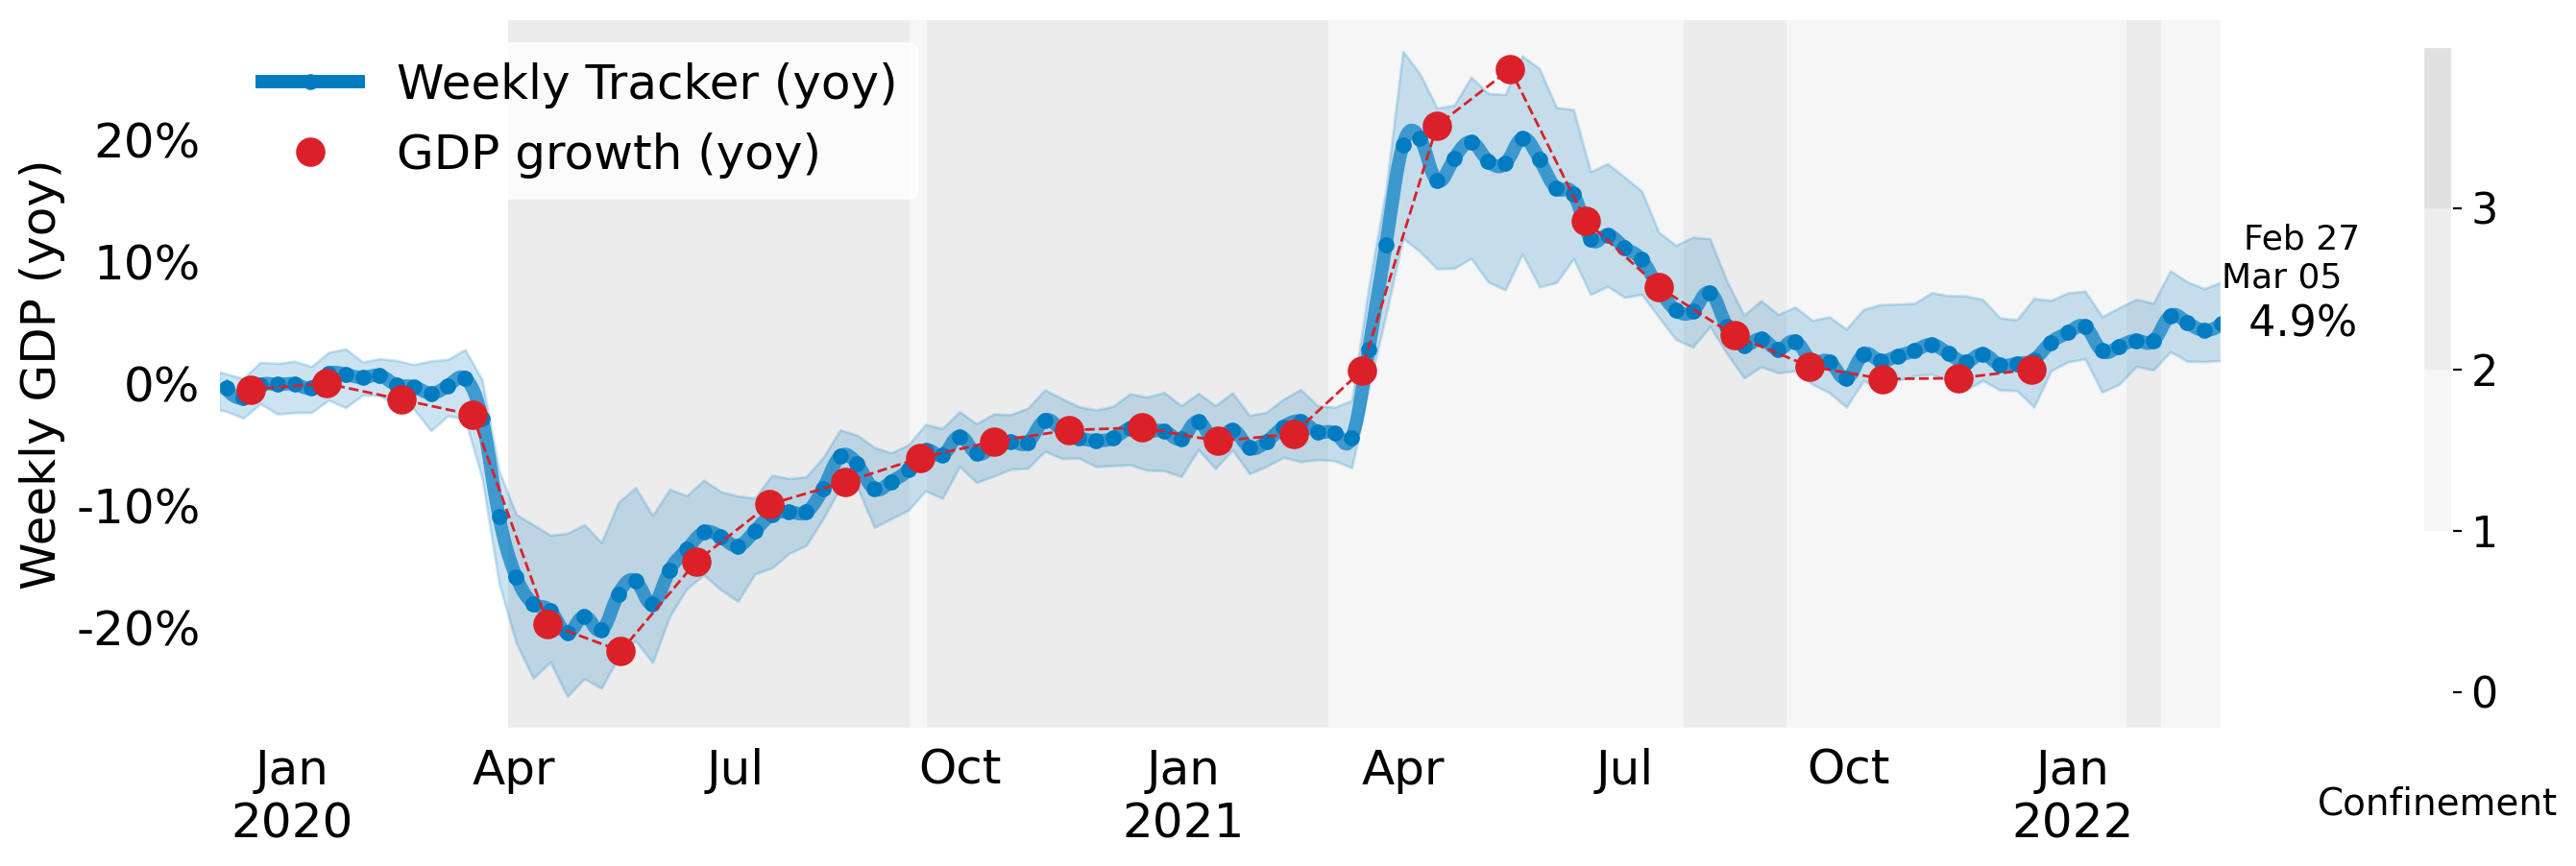 Weekly Tracker (yoy)
GDP growth (yoy)
Weekly GDP (yoy)
20%
10%
0%
-10%
-20%
Jan
2020
Apr
Jul
Oct
Jan
2021
Apr
Jul
Oct
Jan
2022
Feb 27
Mar 05
4.9%
3
2
1
0
Confinement